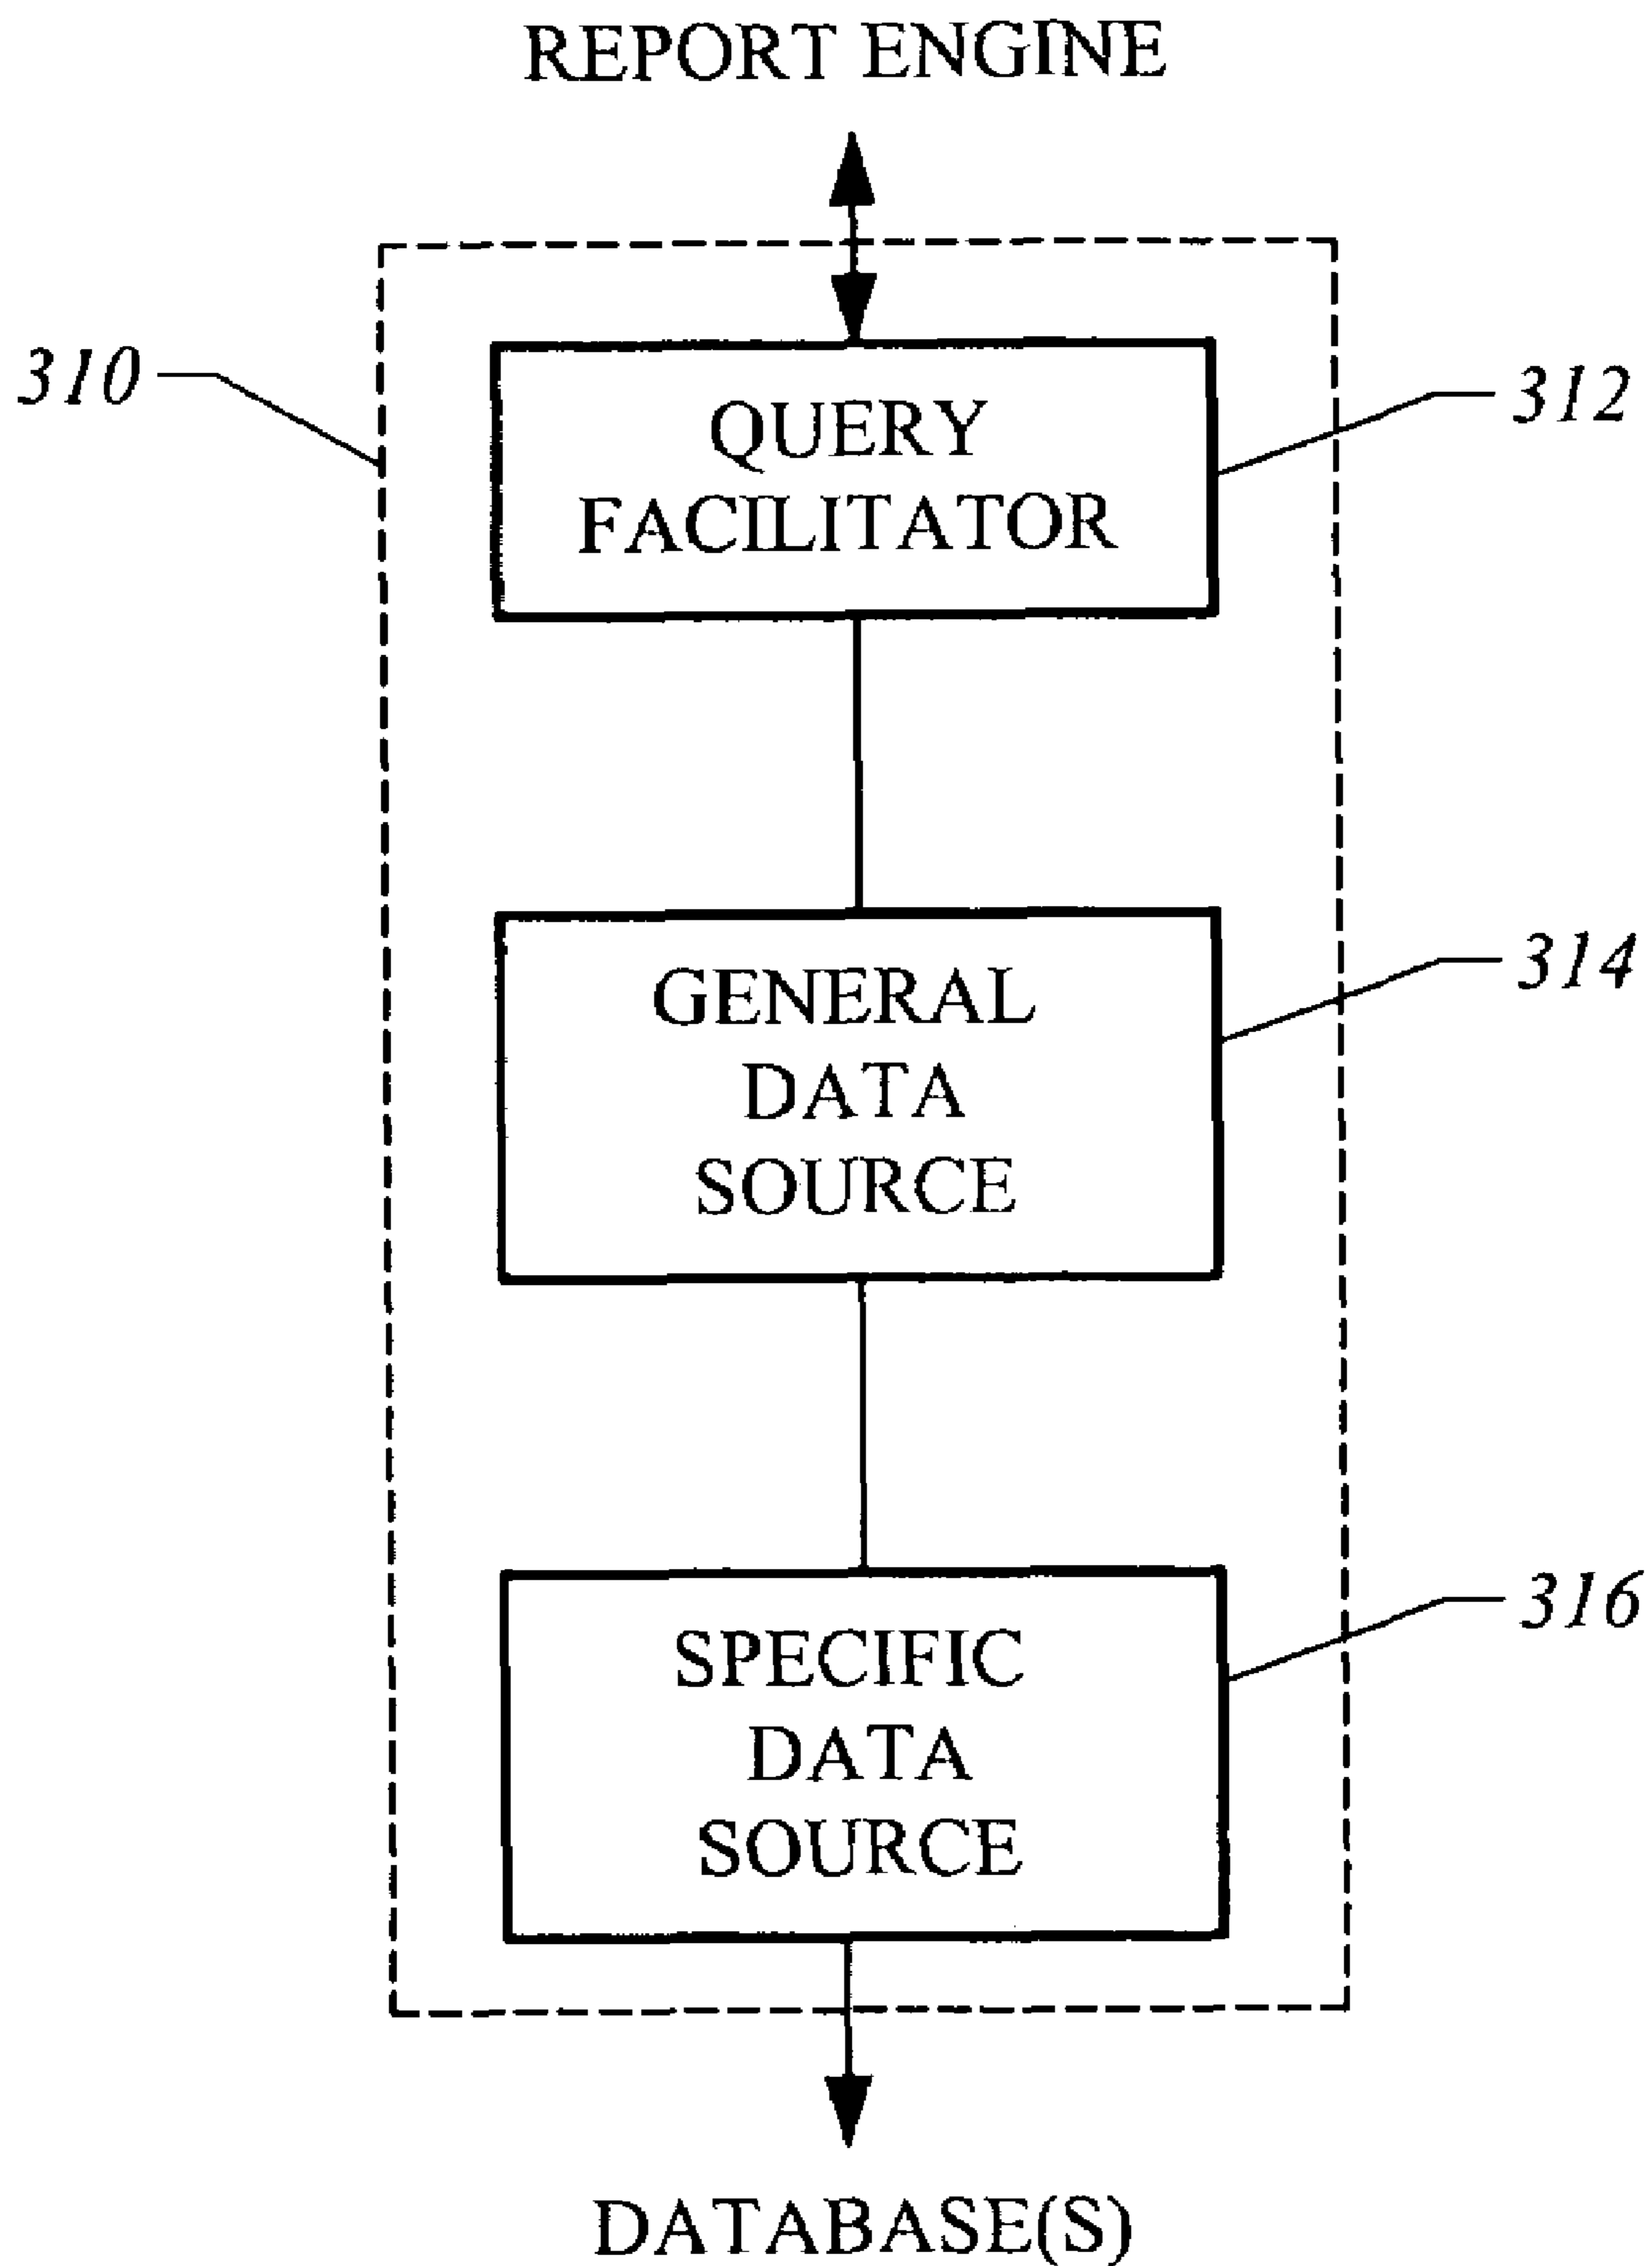 REPORT ENGINE
310
QUERY
FACILITATOR
312
GENERAL
DATA
SOURCE
314
SPECIFIC
DATA
SOURCE
316
DATABASE(S)